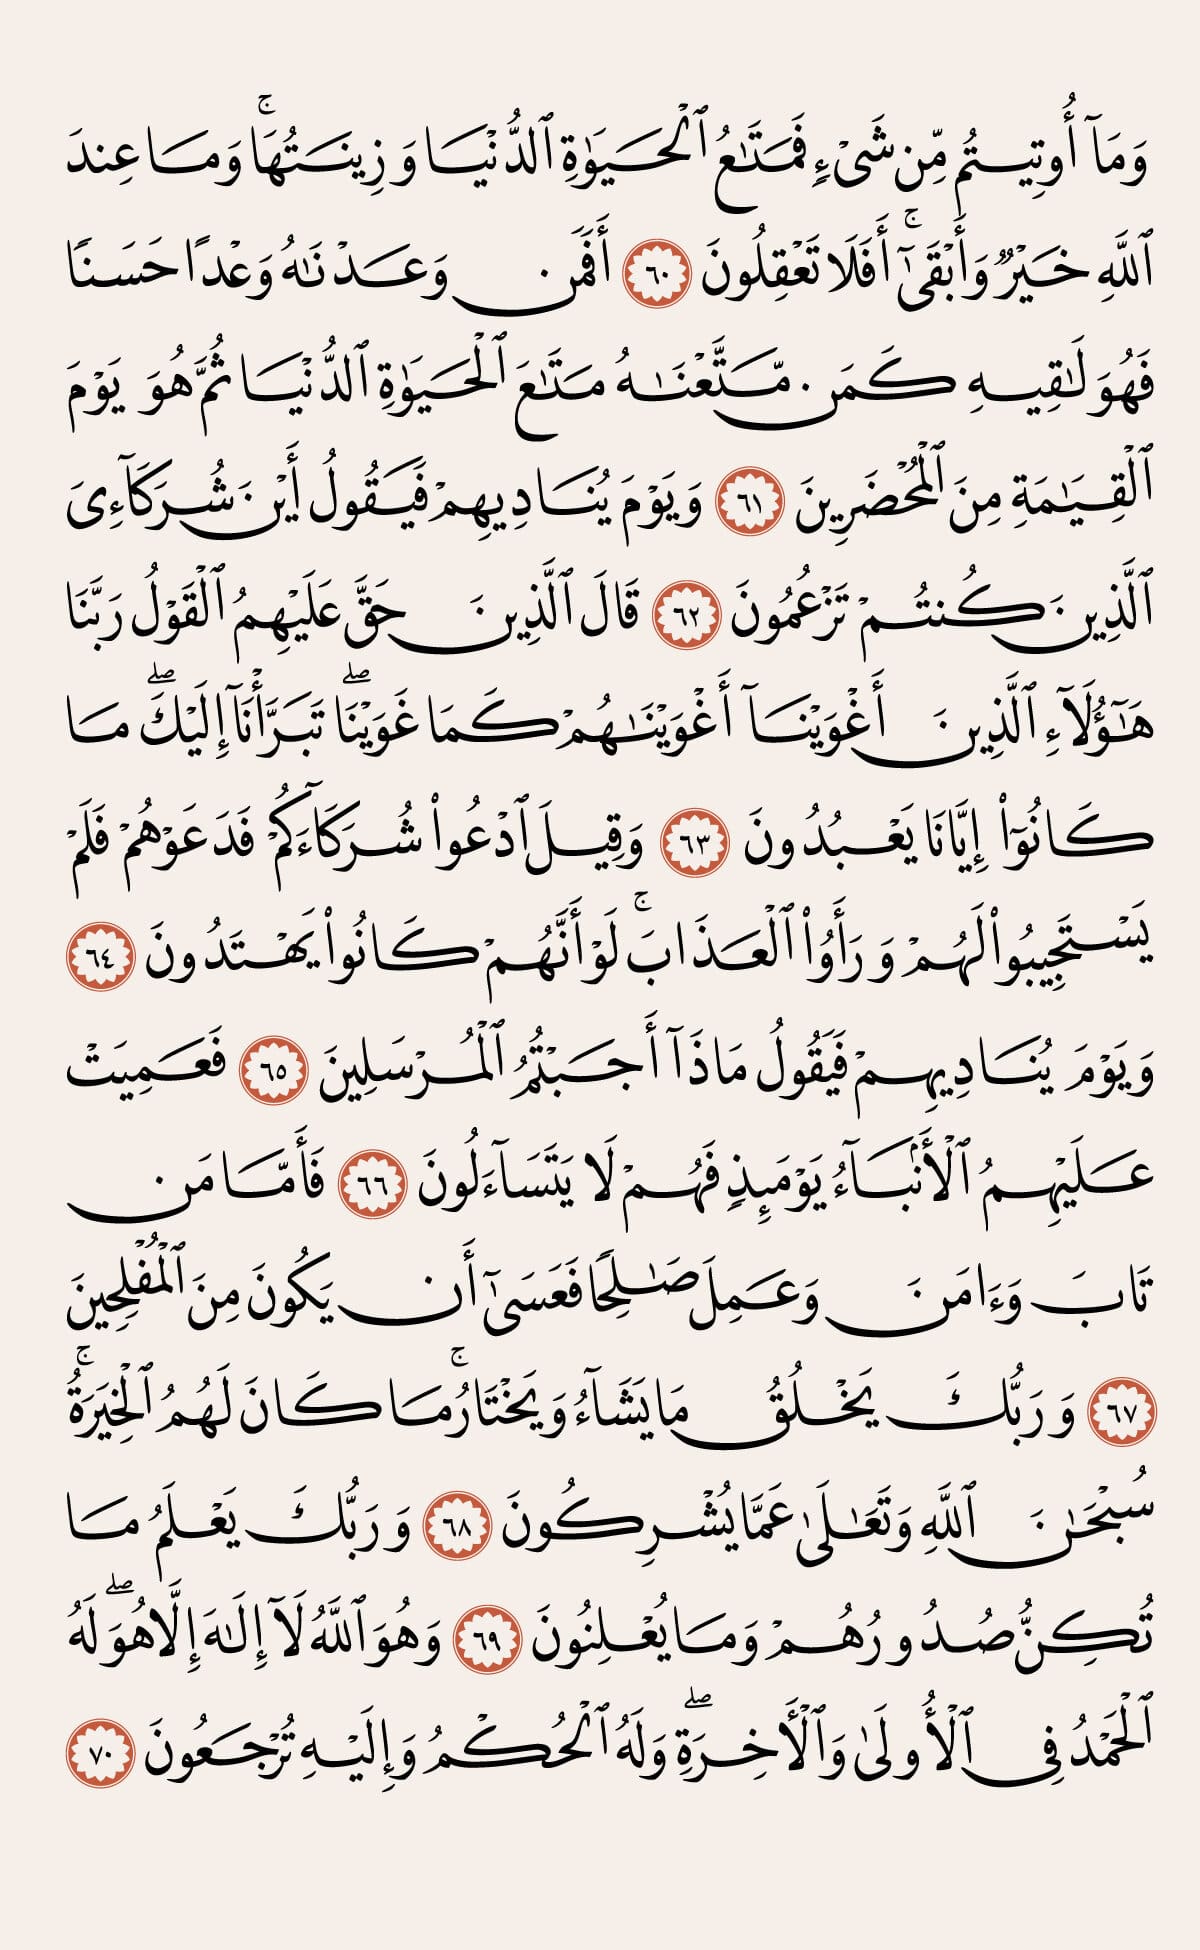 وَمَآ أُوتِيتُم مِّن شَىْءٍ فَمَتَـٰعُ ٱلْحَيَوٰةِ ٱلدُّنْيَا وَزِينَتُهَا ۚ وَمَا عِندَ
ٱللَّهِ خَيْرٌ وَأَبْقَىٰٓ ۚ أَفَلَا تَعْقِلُونَ ٦٠ أَفَمَن وَعَدْنَـٰهُ وَعْدًا حَسَنًا
فَهُوَ لَـٰقِيهِ كَمَن مَّتَّعْنَـٰهُ مَتَـٰعَ ٱلْحَيَوٰةِ ٱلدُّنْيَا ثُمَّ هُوَ يَوْمَ
ٱلْقِيَـٰمَةِ مِنَ ٱلْمُحْضَرِينَ ٦١ وَيَوْمَ يُنَادِيهِمْ فَيَقُولُ أَيْنَ شُرَكَآءِىَ
ٱلَّذِينَ كُنتُمْ تَزْعُمُونَ ٦٢ قَالَ ٱلَّذِينَ حَقَّ عَلَيْهِمُ ٱلْقَوْلُ رَبَّنَا
هَـٰٓؤُلَآءِ ٱلَّذِينَ أَغْوَيْنَآ أَغْوَيْنَـٰهُمْ كَمَا غَوَيْنَا ۖ تَبَرَّأْنَآ إِلَيْكَ ۖ مَا
كَانُوٓا۟ إِيَّانَا يَعْبُدُونَ ٦٣ وَقِيلَ ٱدْعُوا۟ شُرَكَآءَكُمْ فَدَعَوْهُمْ فَلَمْ
يَسْتَجِيبُوا۟ لَهُمْ وَرَأَوُا۟ ٱلْعَذَابَ ۚ لَوْ أَنَّهُمْ كَانُوا۟ يَهْتَدُونَ ٦٤
وَيَوْمَ يُنَادِيهِمْ فَيَقُولُ مَاذَآ أَجَبْتُمُ ٱلْمُرْسَلِينَ ٦٥ فَعَمِيَتْ
عَلَيْهِمُ ٱلْأَنۢبَآءُ يَوْمَئِذٍ فَهُمْ لَا يَتَسَآءَلُونَ ٦٦ فَأَمَّا مَن
تَابَ وَءَامَنَ وَعَمِلَ صَـٰلِحًا فَعَسَىٰٓ أَن يَكُونَ مِنَ ٱلْمُفْلِحِينَ
٦٧ وَرَبُّكَ يَخْلُقُ مَا يَشَآءُ وَيَخْتَارُ ۗ مَا كَانَ لَهُمُ ٱلْخِيَرَةُ ۚ
سُبْحَـٰنَ ٱللَّهِ وَتَعَـٰلَىٰ عَمَّا يُشْرِكُونَ ٦٨ وَرَبُّكَ يَعْلَمُ مَا
تُكِنُّ صُدُورُهُمْ وَمَا يُعْلِنُونَ ٦٩ وَهُوَ ٱللَّهُ لَآ إِلَـٰهَ إِلَّا هُوَ ۖ لَهُ
ٱلْحَمْدُ فِى ٱلْأُولَىٰ وَٱلْـَٔاخِرَةِ ۖ وَلَهُ ٱلْحُكْمُ وَإِلَيْهِ تُرْجَعُونَ ٧٠